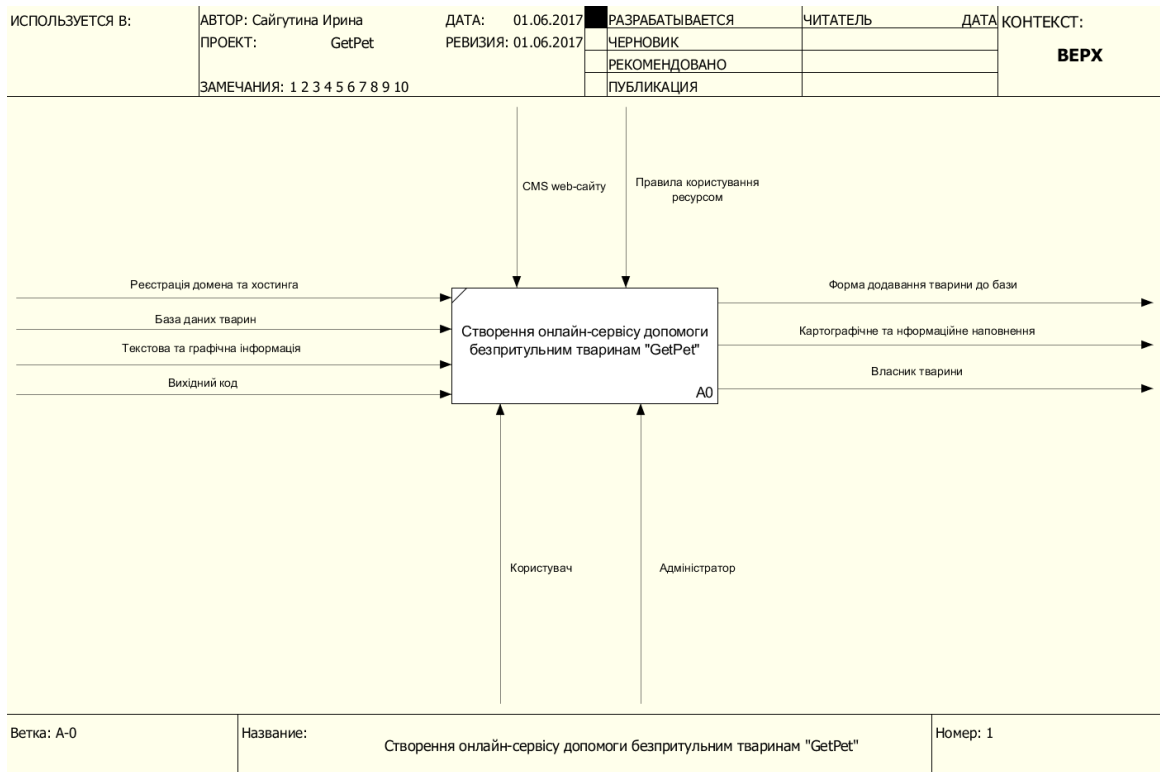 ИСПОЛЬЗУЕТСЯ В:
АВТОР: Сайгутина Ирина
ДАТА: 01.06.2017
РАЗРАБАТЫВАЕТСЯ
ЧИТАТЕЛЬ
ДАТА
КОНТЕКСТ:
ПРОЕКТ: GetPet
РЕВИЗИЯ: 01.06.2017
ЧЕРНОВИК
ВЕРХ
РЕКОМЕНДОВАНО
ЗАМЕЧАНИЯ: 1 2 3 4 5 6 7 8 9 10
ПУБЛИКАЦИЯ
CMS web-сайту
Правила користування
ресурсом
Реєстрація домена та хостинга
База даних тварин
Текстова та графічна інформація
Вихідний код
Створення онлайн-сервісу допомоги
безпритульним тваринам "GetPet"
A0
Форма додавання тварини до бази
Картографічне та нформаційне наповнення
Власник тварини
Користувач
Адміністратор
Ветка: A-0
Название:
Створення онлайн-сервісу допомоги безпритульним тваринам "GetPet"
Номер: 1